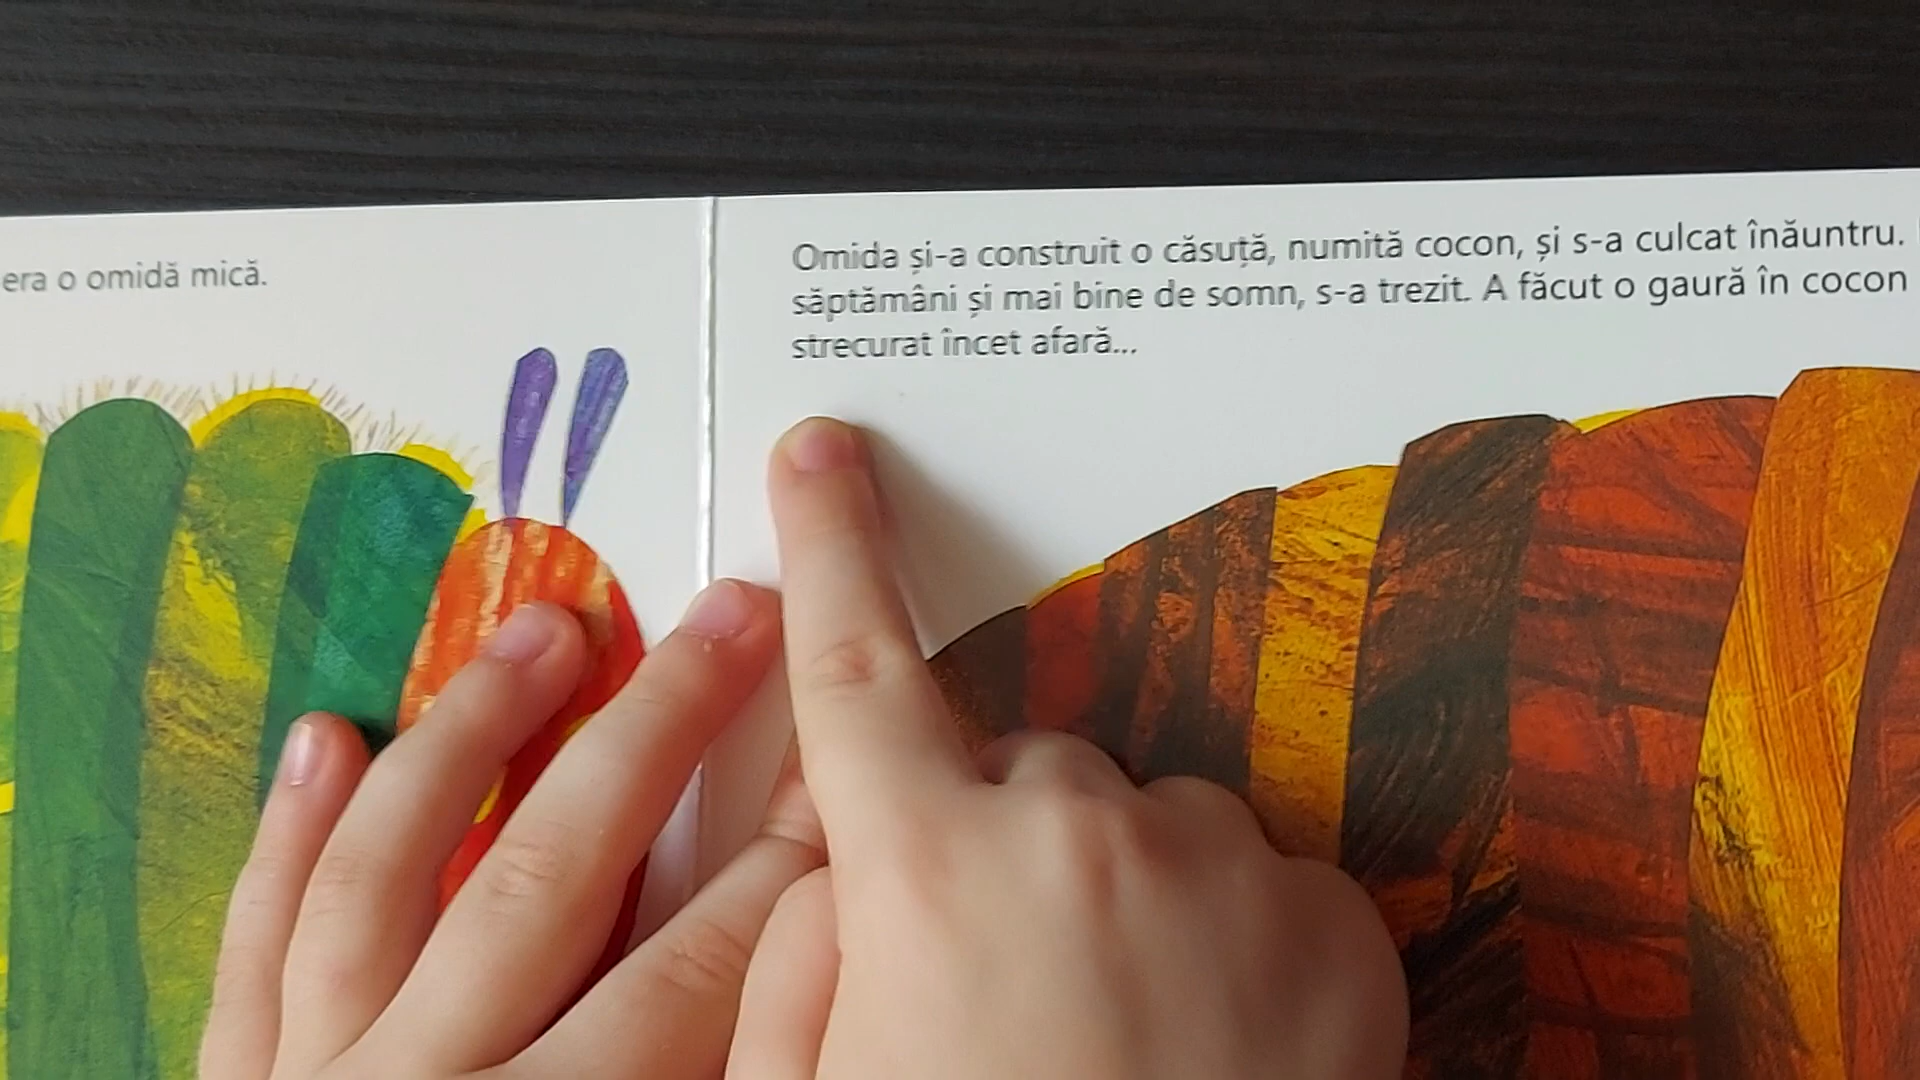 era o omidă mică.
Omida și-a construit o căsuță, numită cocon, și s-a culcat înăuntru.
săptămâni și mai bine de somn, s-a trezit. A făcut o gaură în cocon
strecurat încet afară...